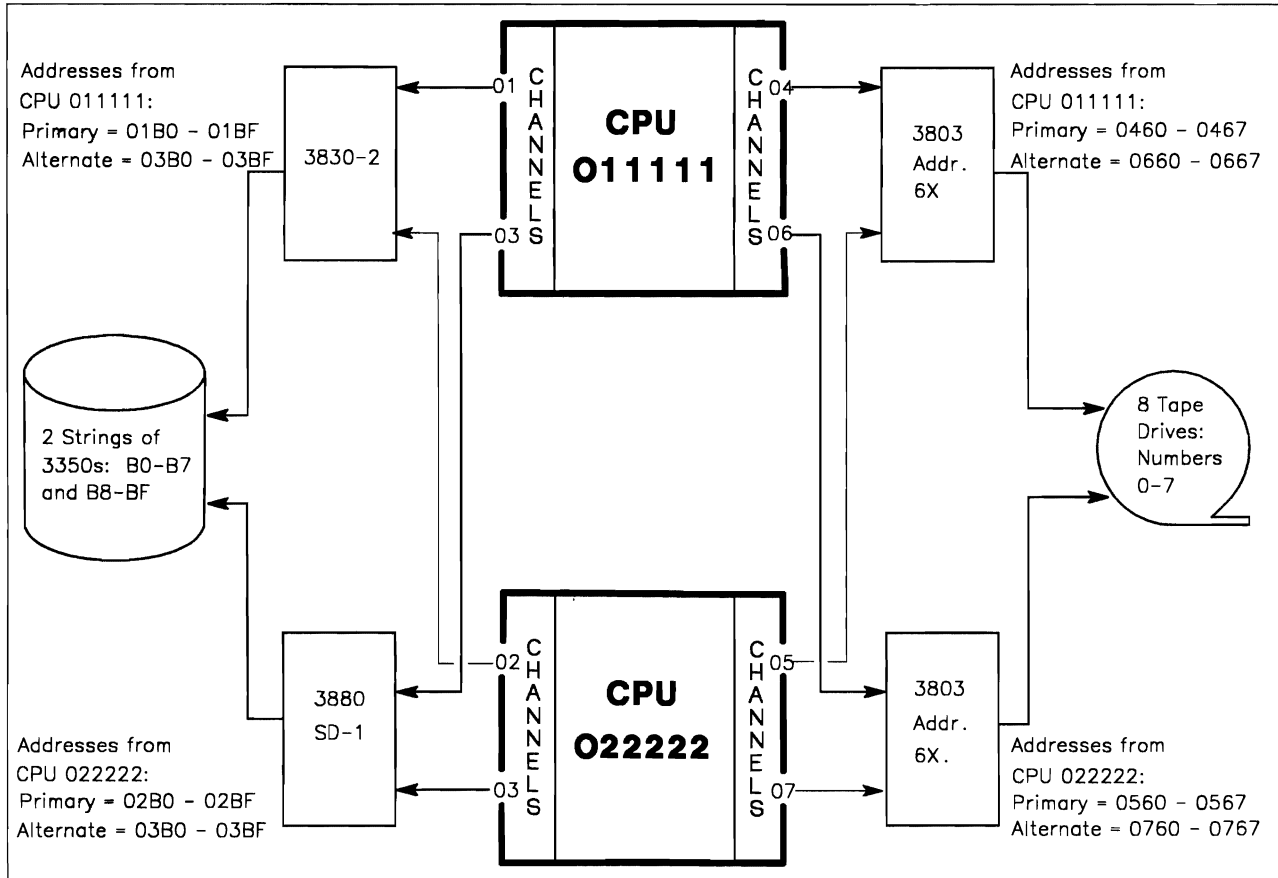 Addresses from
CPU 011111:
Primary = 01B0 - 01BF
Alternate = 03B0 - 03BF
3830-2
01
03
CHANNELS
CPU
011111
CHANNELS
04
06
3803
Addr.
6X
Addresses from
CPU 011111:
Primary = 0460 - 0467
Alternate = 0660 - 0667
2 Strings of
3350s: B0-B7
and B8-BF
8 Tape
Drives:
Numbers
0-7
Addresses from
CPU 022222:
Primary = 02B0 - 02BF
Alternate = 03B0 - 03BF
3880
SD-1
02
03
CHANNELS
CPU
022222
CHANNELS
05
07
3803
Addr.
6X.
Addresses from
CPU 022222:
Primary = 0560 - 0567
Alternate = 0760 - 0767